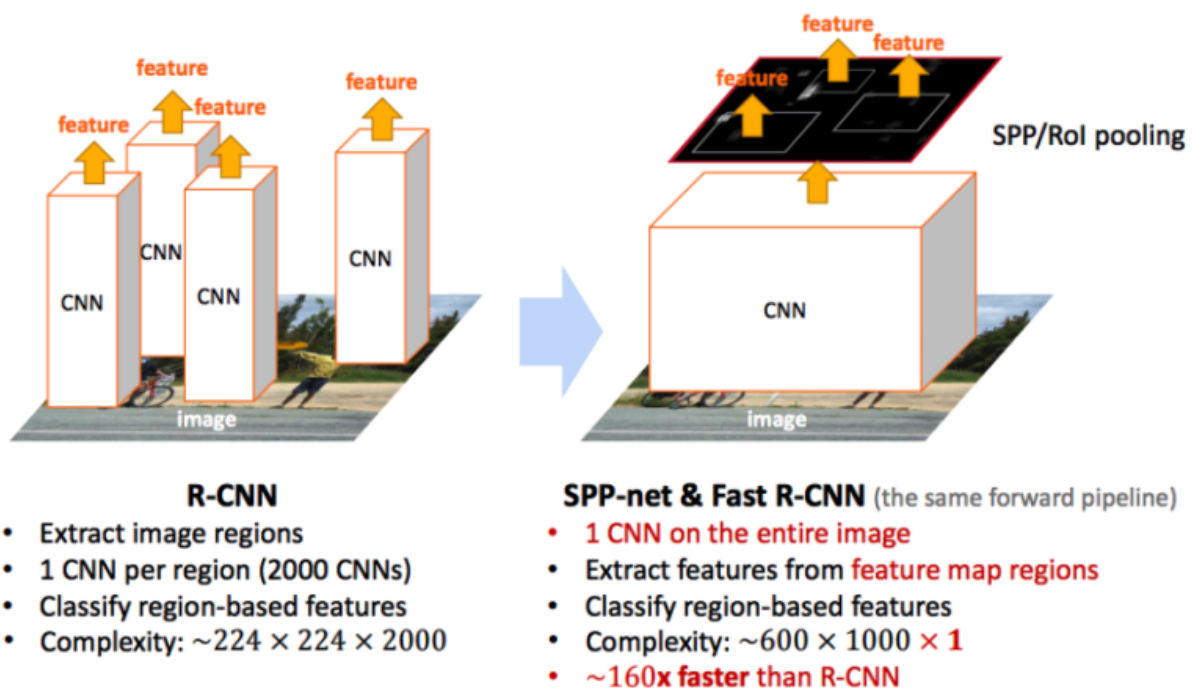 feature
feature
feature
feature
CNN
CNN
CNN
CNN
image
feature
feature
feature
SPP/RoI pooling
CNN
image
R-CNN
• Extract image regions
• 1 CNN per region (2000 CNNs)
• Classify region-based features
• Complexity: ~224 × 224 × 2000
SPP-net & Fast R-CNN (the same forward pipeline)
• 1 CNN on the entire image
• Extract features from feature map regions
• Classify region-based features
• Complexity: ~600 × 1000 × 1
• ~160x faster than R-CNN